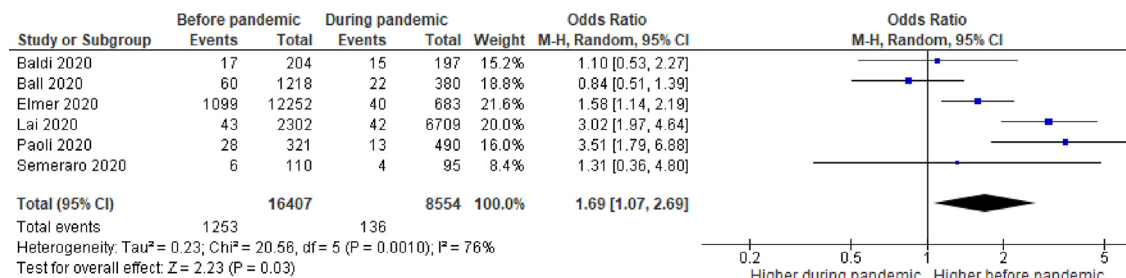 Before pandemic During pandemic Odds Ratio Odds Ratio
Study or Subgroup Events Total Events Total Weight M-H, Random, 95% CI M-H, Random, 95% CI
Baldi 2020 17 204 15 197 15.2% 1.10 [0.53, 2.27]
Ball 2020 60 1218 22 380 18.8% 0.84 [0.51, 1.39]
Elmer 2020 1099 12252 40 683 21.6% 1.58 [1.14, 2.19]
Lai 2020 43 2302 42 6709 20.0% 3.02 [1.97, 4.64]
Paoli 2020 28 321 13 490 16.0% 3.51 [1.79, 6.88]
Semeraro 2020 6 110 4 95 8.4% 1.31 [0.36, 4.80]
Total (95% CI) 16407 8554 100.0% 1.69 [1.07, 2.69]
Total events 1253 136
Heterogeneity: Tau² = 0.23; Chi² = 20.56, df = 5 (P = 0.0010); I² = 76%
Test for overall effect: Z = 2.23 (P = 0.03)
0.2 0.5 1 2 5
Higher during pandemic Higher before pandemic